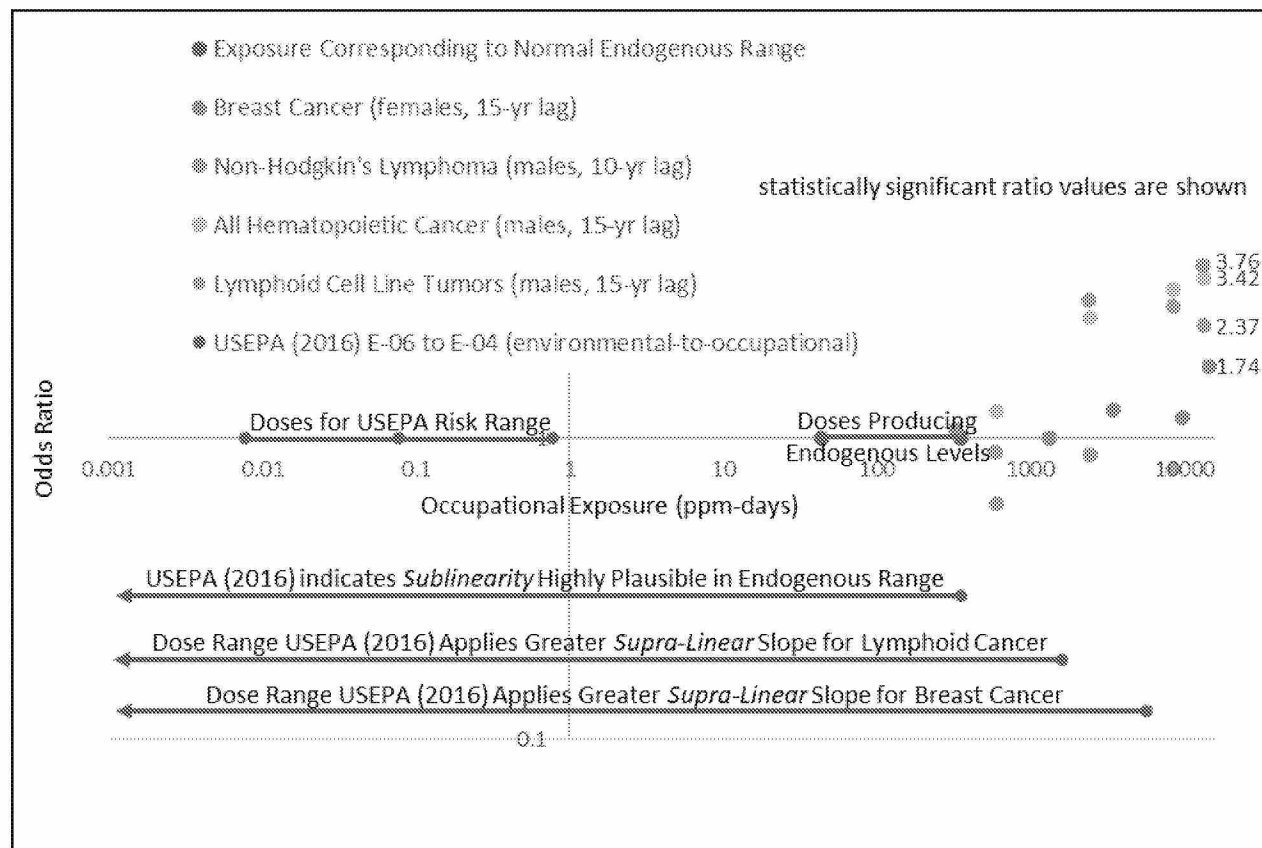 Exposure Corresponding to Normal Endogenous Range
Breast Cancer (females, 15-yr lag)
Non-Hodgkin's Lymphoma (males, 10-yr lag)
statistically significant ratio values are shown
All Hematopoietic Cancer (males, 15-yr lag)
Lymphoid Cell Line Tumors (males, 15-yr lag)
3.76
3.42
2.37
USEPA (2016) E-06 to E-04 (environmental-to-occupational)
1.74
Odds Ratio
Doses for USEPA Risk Range
Doses Producing
1
Endogenous Levels
0.001 0.01 0.1 1 10 100 1000 10000
Occupational Exposure (ppm-days)
USEPA (2016) indicates Sublinearity Highly Plausible in Endogenous Range
Dose Range USEPA (2016) Applies Greater Supra-Linear Slope for Lymphoid Cancer
Dose Range USEPA (2016) Applies Greater Supra-Linear Slope for Breast Cancer
0.1